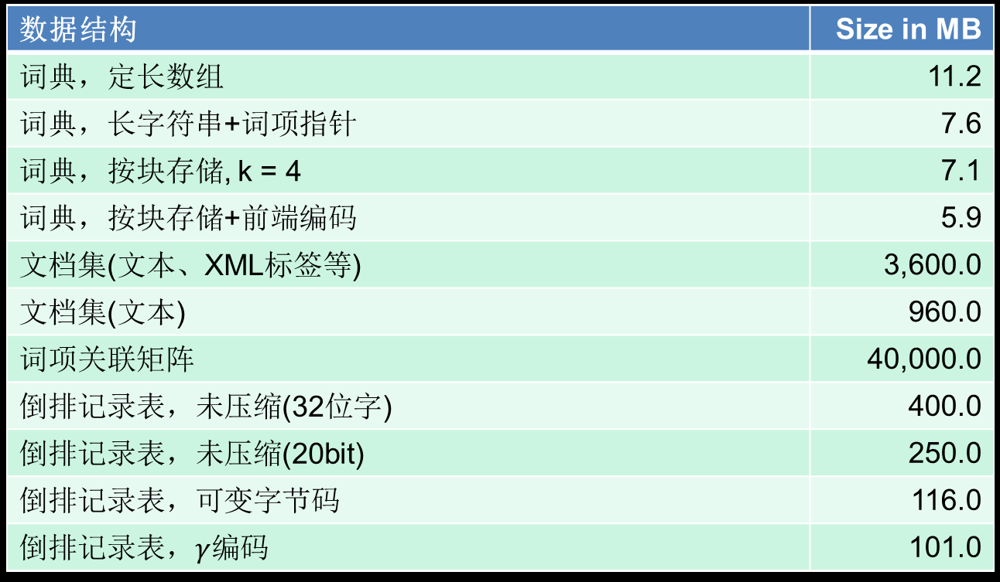 数据结构 Size in MB
词典，定长数组 11.2
词典，长字符串+词项指针 7.6
词典，按块存储, k = 4 7.1
词典，按块存储+前端编码 5.9
文档集(文本、XML标签等) 3,600.0
文档集(文本) 960.0
词项关联矩阵 40,000.0
倒排记录表，未压缩(32位字) 400.0
倒排记录表，未压缩(20bit) 250.0
倒排记录表，可变字节码 116.0
倒排记录表，γ编码 101.0